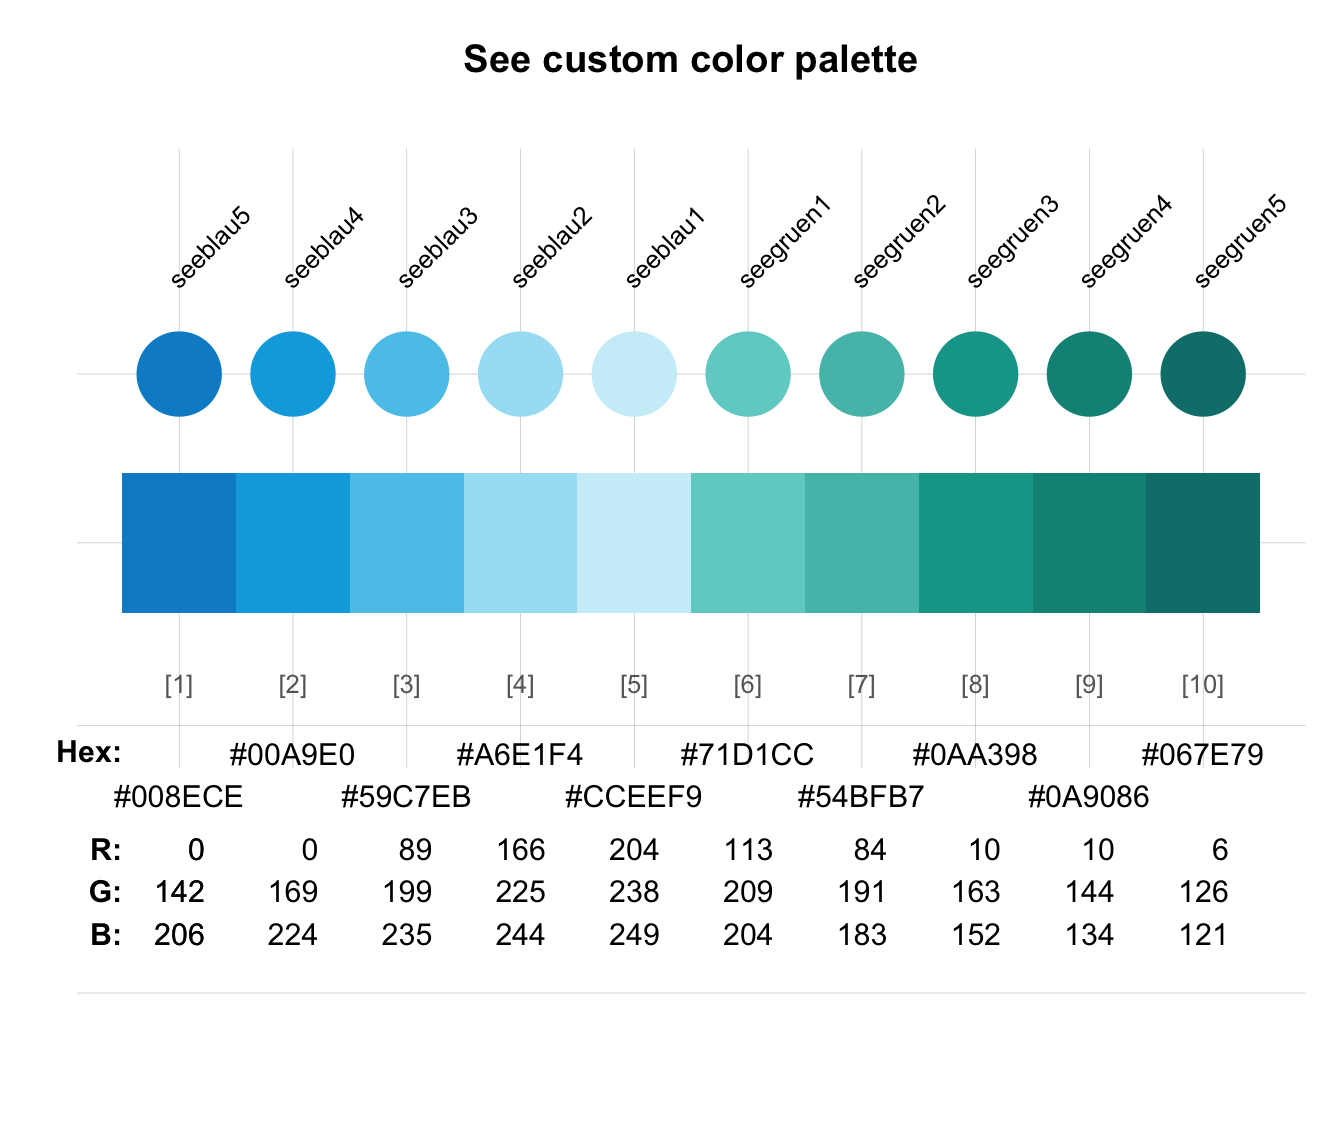 See custom color palette
seeblau5 seeblau4 seeblau3 seeblau2 seeblau1 seegruen1 seegruen2 seegruen3 seegruen4 seegruen5
[1] [2] [3] [4] [5] [6] [7] [8] [9] [10]
Hex: #00A9E0 #A6E1F4 #71D1CC #0AA398 #067E79
#008ECE #59C7EB #CCEEF9 #54BFB7 #0A9086
R: 0 0 89 166 204 113 84 10 10 6
G: 142 169 199 225 238 209 191 163 144 126
B: 206 224 235 244 249 204 183 152 134 121